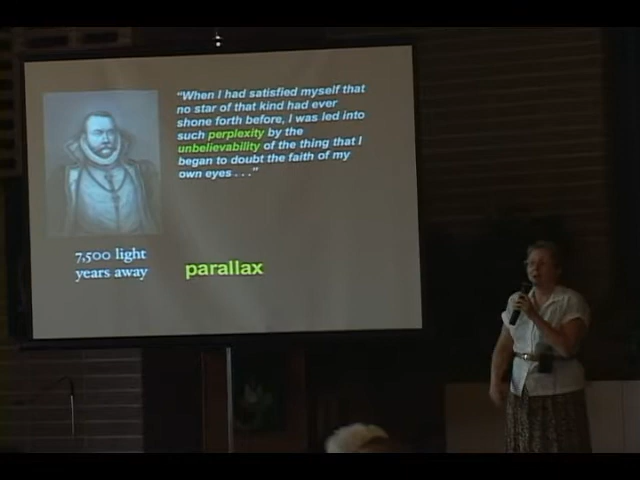 "When I had satisfied myself that
no star of that kind had ever
shone forth before, I was led into
such perplexity by the
unbelievability of the thing that I
began to doubt the faith of my
own eyes . . ."
7,500 light
years away
parallax